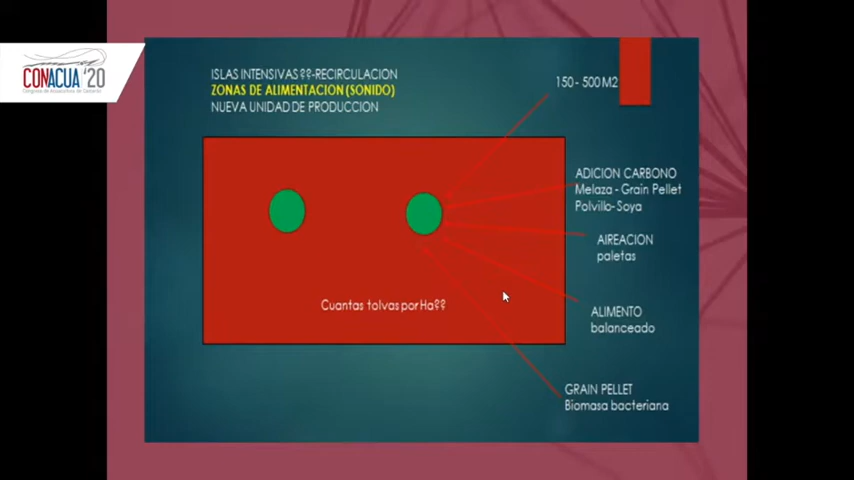 CONACUA '20
ISLAS INTENSIVAS ??-RECIRCULACION
ZONAS DE ALIMENTACION (SONIDO)
NUEVA UNIDAD DE PRODUCCION
150 - 500 M2
ADICION CARBONO
Melaza - Grain Pellet
Polvillo-Soya
AIREACION
paletas
Cuantas tolvas por Ha??
ALIMENTO
balanceado
GRAIN PELLET
Biomasa bacteriana